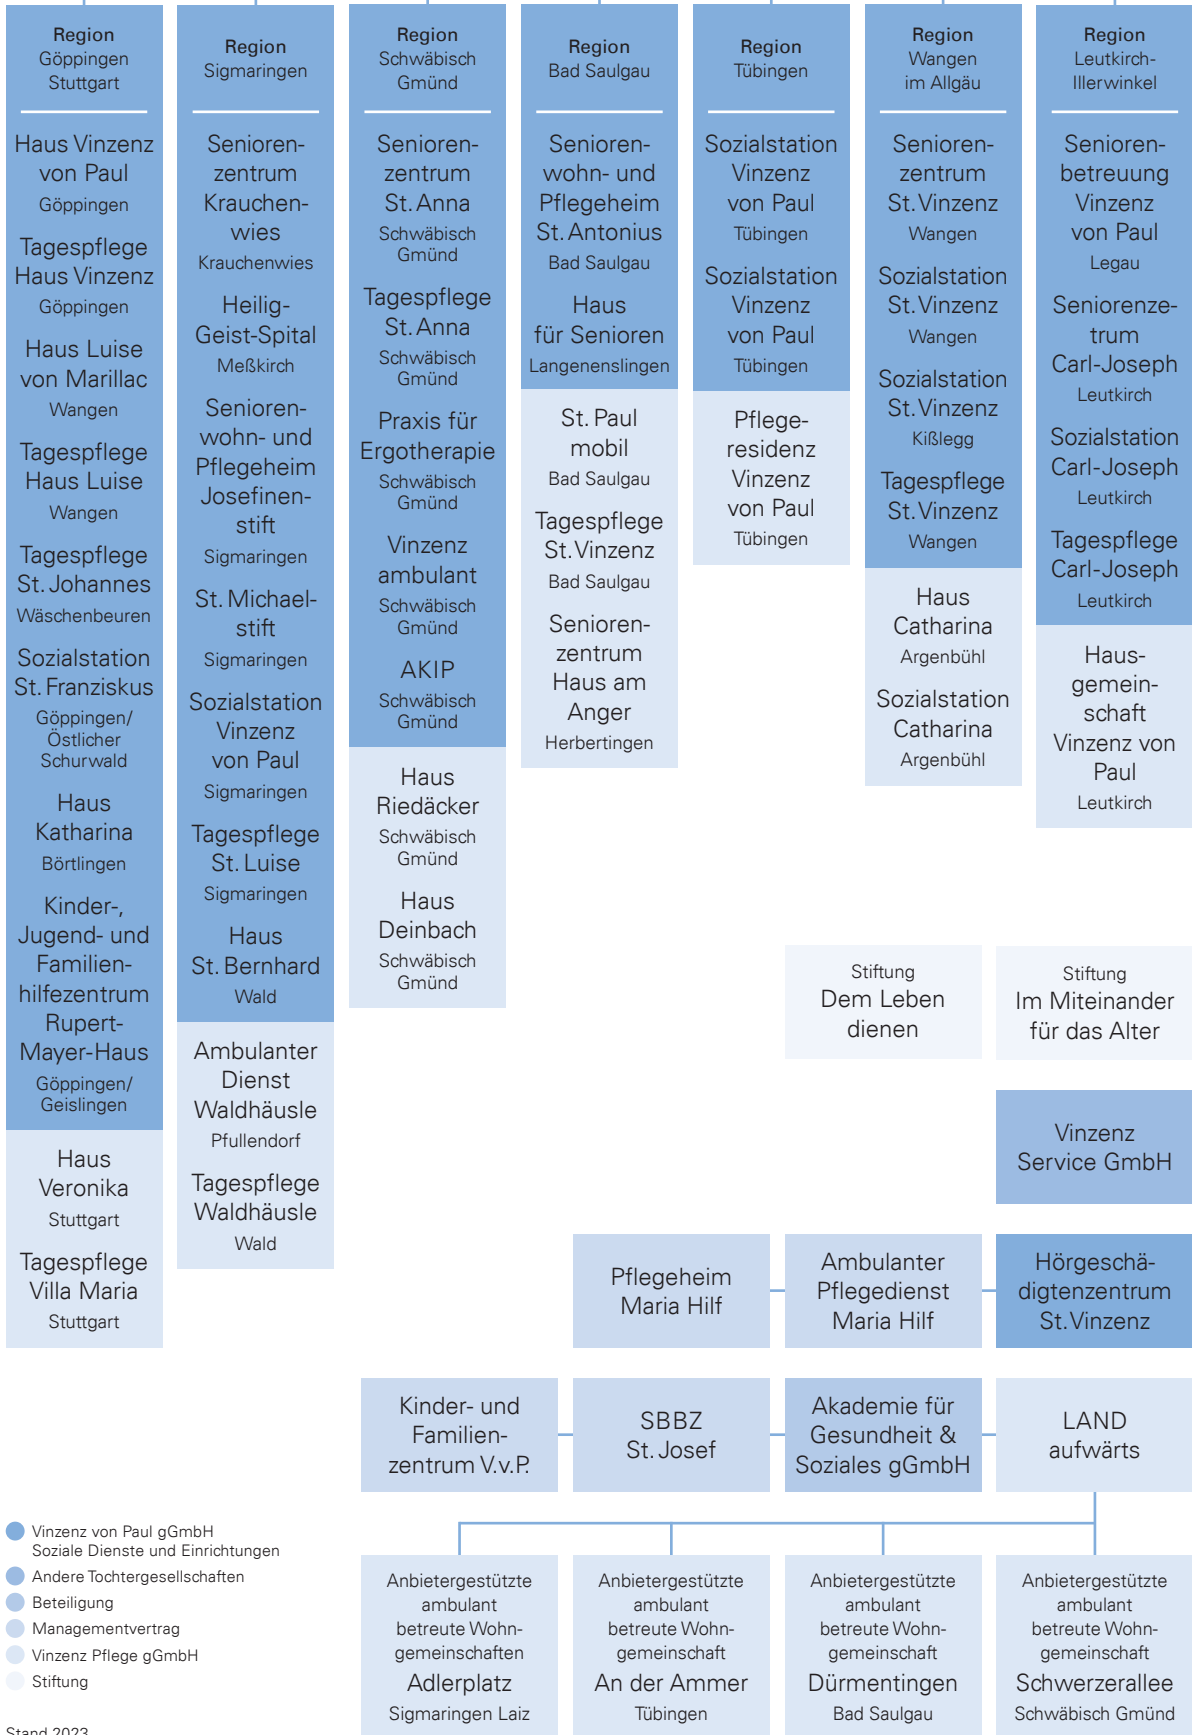 Region
Göppingen
Stuttgart
Haus Vinzenz
von Paul
Göppingen
Tagespflege
Haus Vinzenz
Göppingen
Haus Luise
von Marillac
Wangen
Tagespflege
Haus Luise
Wangen
Tagespflege
St. Johannes
Wäschenbeuren
Sozialstation
St. Franziskus
Göppingen/
Östlicher
Schurwald
Haus
Katharina
Börtlingen
Kinder-,
Jugend- und
Familien-
hilfezentrum
Rupert-
Mayer-Haus
Göppingen/
Geislingen
Haus
Veronika
Stuttgart
Tagespflege
Villa Maria
Stuttgart
Region
Sigmaringen
Senioren-
zentrum
Krauchen-
wies
Krauchenwies
Heilig-
Geist-Spital
Meßkirch
Senioren-
wohn- und
Pflegeheim
Josefinen-
stift
Sigmaringen
St. Michael-
stift
Sigmaringen
Sozialstation
Vinzenz
von Paul
Sigmaringen
Tagespflege
St. Luise
Sigmaringen
Haus
St. Bernhard
Wald
Ambulanter
Dienst
Waldhäusle
Pfullendorf
Tagespflege
Waldhäusle
Wald
Region
Schwäbisch
Gmünd
Senioren-
zentrum
St. Anna
Schwäbisch
Gmünd
Tagespflege
St. Anna
Schwäbisch
Gmünd
Praxis für
Ergotherapie
Schwäbisch
Gmünd
Vinzenz
ambulant
Schwäbisch
Gmünd
AKIP
Schwäbisch
Gmünd
Haus
Riedäcker
Schwäbisch
Gmünd
Haus
Deinbach
Schwäbisch
Gmünd
Region
Bad Saulgau
Senioren-
wohn- und
Pflegeheim
St. Antonius
Bad Saulgau
Haus
für Senioren
Langenenslingen
St. Paul
mobil
Bad Saulgau
Tagespflege
St. Vinzenz
Bad Saulgau
Senioren-
zentrum
Haus am
Anger
Herbertingen
Region
Tübingen
Sozialstation
Vinzenz
von Paul
Tübingen
Sozialstation
Vinzenz
von Paul
Tübingen
Pflege-
residenz
Vinzenz
von Paul
Tübingen
Region
Wangen
im Allgäu
Senioren-
zentrum
St. Vinzenz
Wangen
Sozialstation
St. Vinzenz
Wangen
Sozialstation
St. Vinzenz
Kißlegg
Tagespflege
St. Vinzenz
Wangen
Haus
Catharina
Argenbühl
Sozialstation
Catharina
Argenbühl
Region
Leutkirch-
Illerwinkel
Senioren-
betreuung
Vinzenz
von Paul
Legau
Seniorenze-
trum
Carl-Joseph
Leutkirch
Sozialstation
Carl-Joseph
Leutkirch
Tagespflege
Carl-Joseph
Leutkirch
Haus-
gemein-
schaft
Vinzenz von
Paul
Leutkirch
Stiftung
Dem Leben
dienen
Stiftung
Im Miteinander
für das Alter
Vinzenz
Service GmbH
Pflegeheim
Maria Hilf
Ambulanter
Pflegedienst
Maria Hilf
Hörgeschä-
digtenzentrum
St. Vinzenz
Kinder- und
Familien-
zentrum V.v.P.
SBBZ
St. Josef
Akademie für
Gesundheit &
Soziales gGmbH
LAND
aufwärts
Anbietergestützte
ambulant
betreute Wohn-
gemeinschaften
Adlerplatz
Sigmaringen Laiz
Anbietergestützte
ambulant
betreute Wohn-
gemeinschaft
An der Ammer
Tübingen
Anbietergestützte
ambulant
betreute Wohn-
gemeinschaft
Dürmentingen
Bad Saulgau
Anbietergestützte
ambulant
betreute Wohn-
gemeinschaft
Schwerzerallee
Schwäbisch Gmünd
Vinzenz von Paul gGmbH
Soziale Dienste und Einrichtungen
Andere Tochtergesellschaften
Beteiligung
Managementvertrag
Vinzenz Pflege gGmbH
Stiftung
Stand 2023